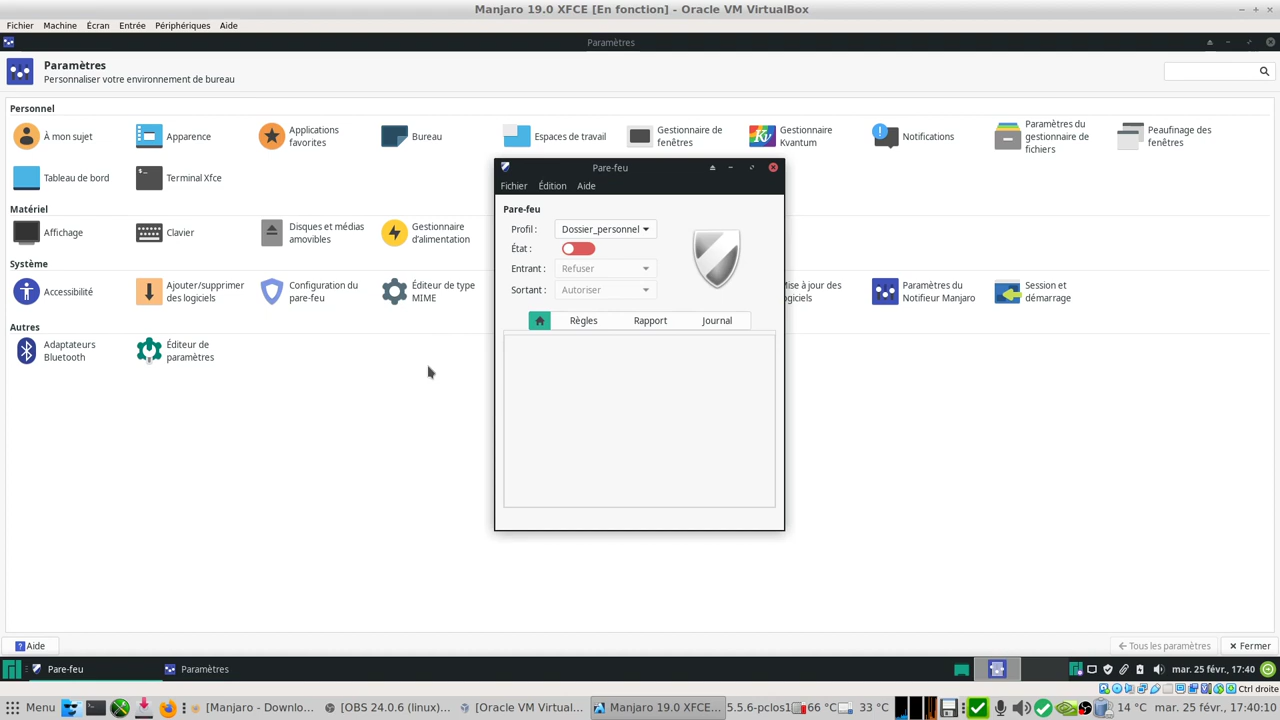 Manjaro 19.0 XFCE [En fonction] - Oracle VM VirtualBox
Fichier Machine Écran Entrée Périphériques Aide
Paramètres
Paramètres
Personnaliser votre environnement de bureau
Personnel
À mon sujet
Apparence
Applications
favorites
Bureau
Espaces de travail
Gestionnaire de
fenêtres
Gestionnaire
Kvantum
Notifications
Paramètres du
gestionnaire de
fichiers
Peaufinage des
fenêtres
Tableau de bord
Terminal Xfce
Matériel
Affichage
Clavier
Disques et médias
amovibles
Gestionnaire
d'alimentation
Système
Accessibilité
Ajouter/supprimer
des logiciels
Configuration du
pare-feu
Éditeur de type
MIME
Mise à jour des
logiciels
Paramètres du
Notifieur Manjaro
Session et
démarrage
Autres
Adaptateurs
Bluetooth
Éditeur de
paramètres
Pare-feu
Fichier Édition Aide
Pare-feu
Profil : Dossier_personnel
État :
Entrant : Refuser
Sortant : Autoriser
Règles Rapport Journal
Aide
Tous les paramètres
Fermer
Pare-feu Paramètres mar. 25 févr., 17:40
Ctrl droite
Menu [Manjaro - Dans/lo... [OBS 24.0.6 (linux)... [Oracle VM Virtual... Manjaro 19.0 XFCE... 5.5.6-pclos1 66 °C 33 °C 14 °C mar. 25 févr., 17:40:10